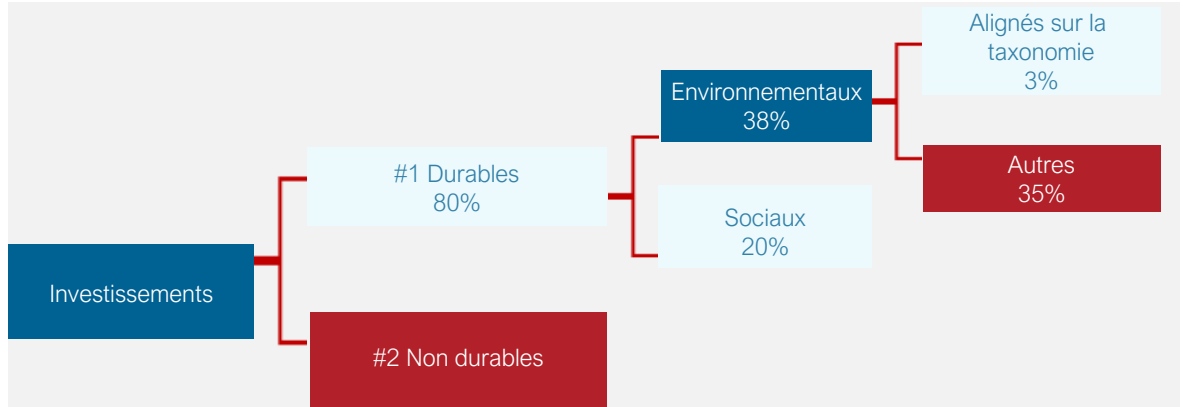 Investissements
#1 Durables
80%
#2 Non durables
Environnementaux
38%
Sociaux
20%
Alignés sur la
taxonomie
3%
Autres
35%